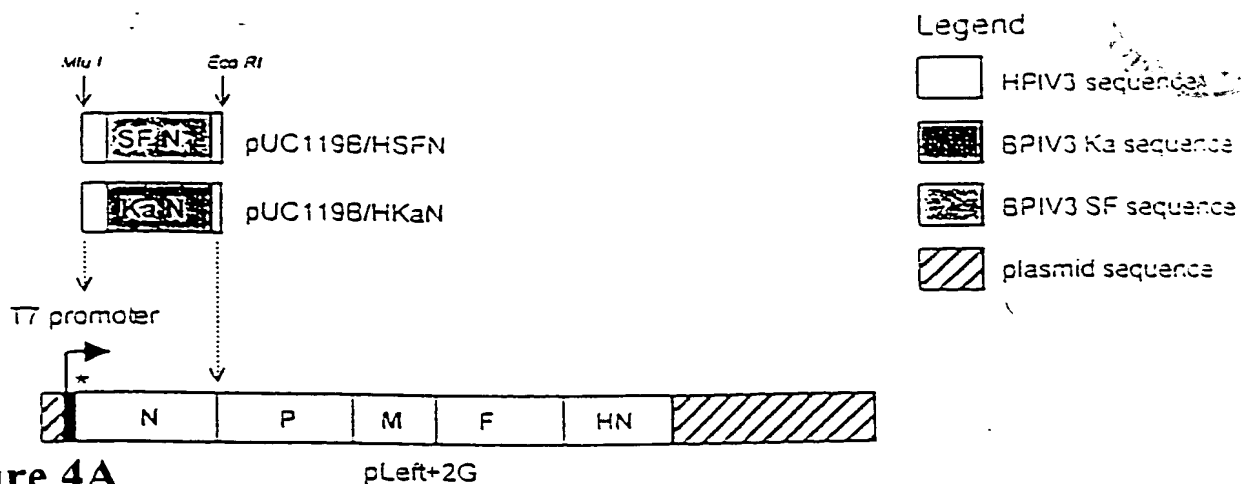 Legend
Mlu I
Eco RI
HPIV3 sequences
SF N
pUC119B/HSFN
BPIV3 Ka sequence
Ka N
pUC119B/HKaN
BPIV3 SF sequence
plasmid sequence
T7 promoter
*
N
P
M
F
HN
ure 4A
pLeft+2G